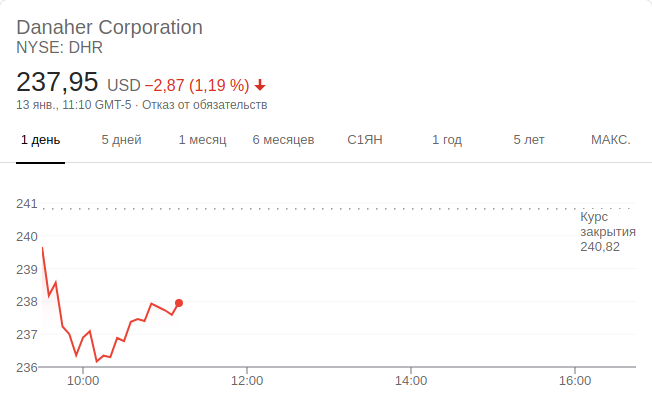 Danaher Corporation
NYSE: DHR
237,95 USD −2,87 (1,19 %)
13 янв., 11:10 GMT-5 · Отказ от обязательств
1 день 5 дней 1 месяц 6 месяцев С1ЯН 1 год 5 лет МАКС.
241
Курс
закрытия
240,82
240
239
238
237
236
10:00 12:00 14:00 16:00